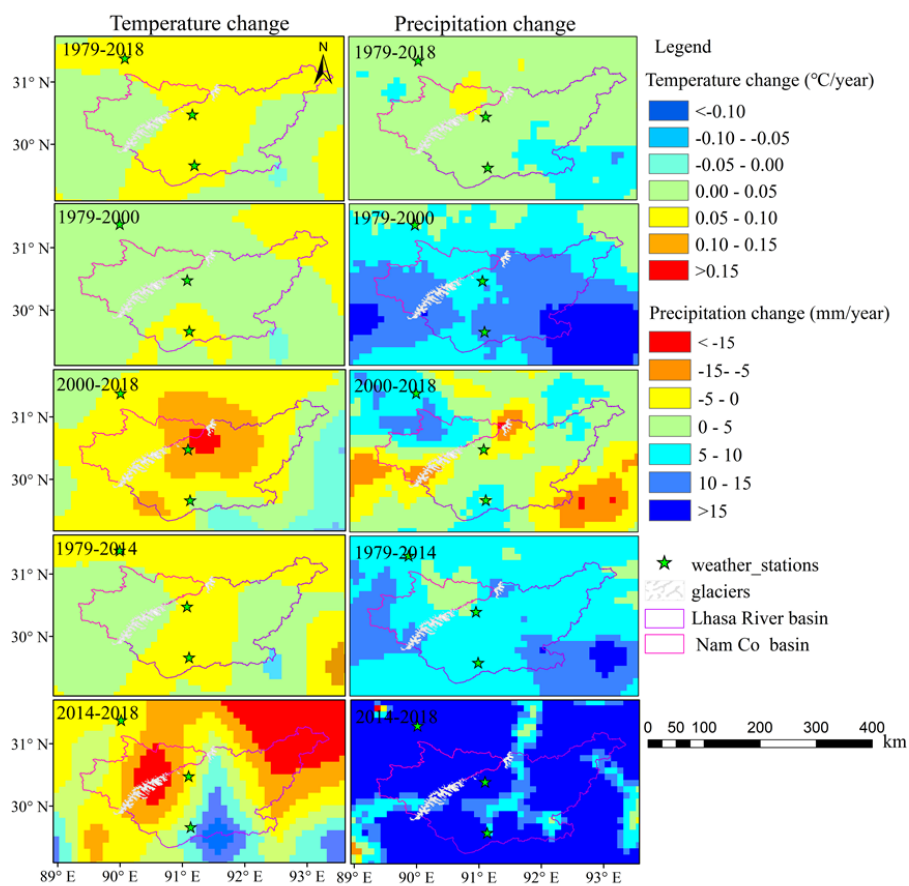 Temperature change Precipitation change
1979-2018 N 1979-2018
31° N
30° N
1979-2000 1979-2000
31° N
30° N
2000-2018 2000-2018
31° N
30° N
1979-2014 1979-2014
31° N
30° N
2014-2018 2014-2018
31° N
30° N
89° E 90° E 91° E 92° E 93° E 89° E 90° E 91° E 92° E 93° E
Legend
Temperature change (°C/year)
<-0.10
-0.10 - -0.05
-0.05 - 0.00
0.00 - 0.05
0.05 - 0.10
0.10 - 0.15
>0.15
Precipitation change (mm/year)
< -15
-15- -5
-5 - 0
0 - 5
5 - 10
10 - 15
>15
weather_stations
glaciers
Lhasa River basin
Nam Co basin
0 50 100 200 300 400
km